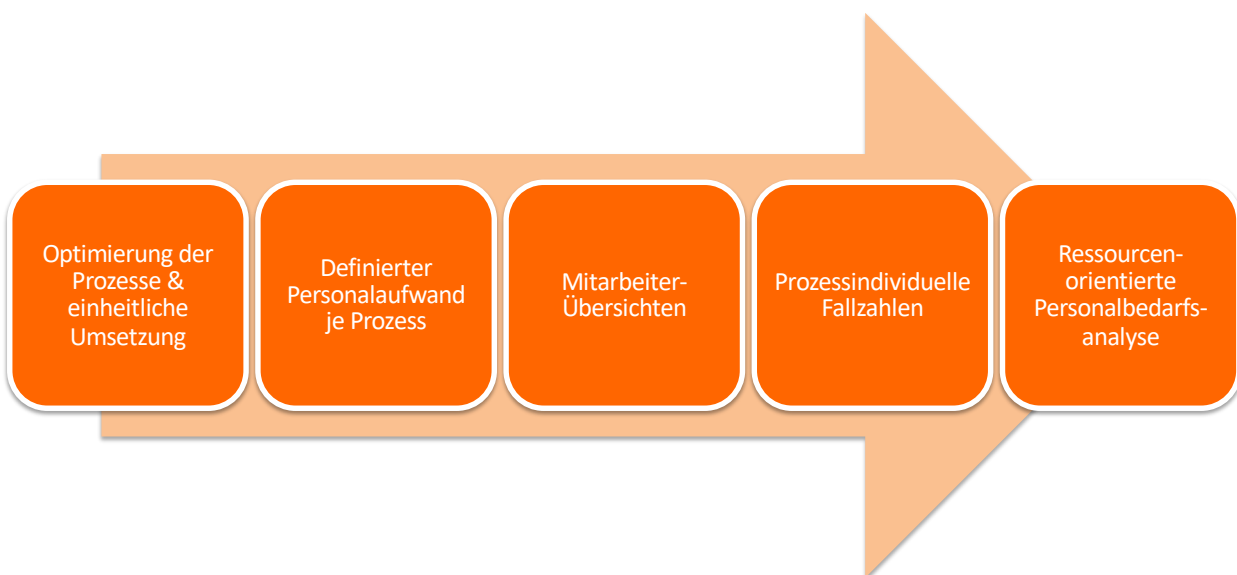 Optimierung der
Prozesse &
einheitliche
Umsetzung
Definierter
Personalaufwand
je Prozess
Mitarbeiter-
Übersichten
Prozessindividuelle
Fallzahlen
Ressourcen-
orientierte
Personalbedarfs-
analyse